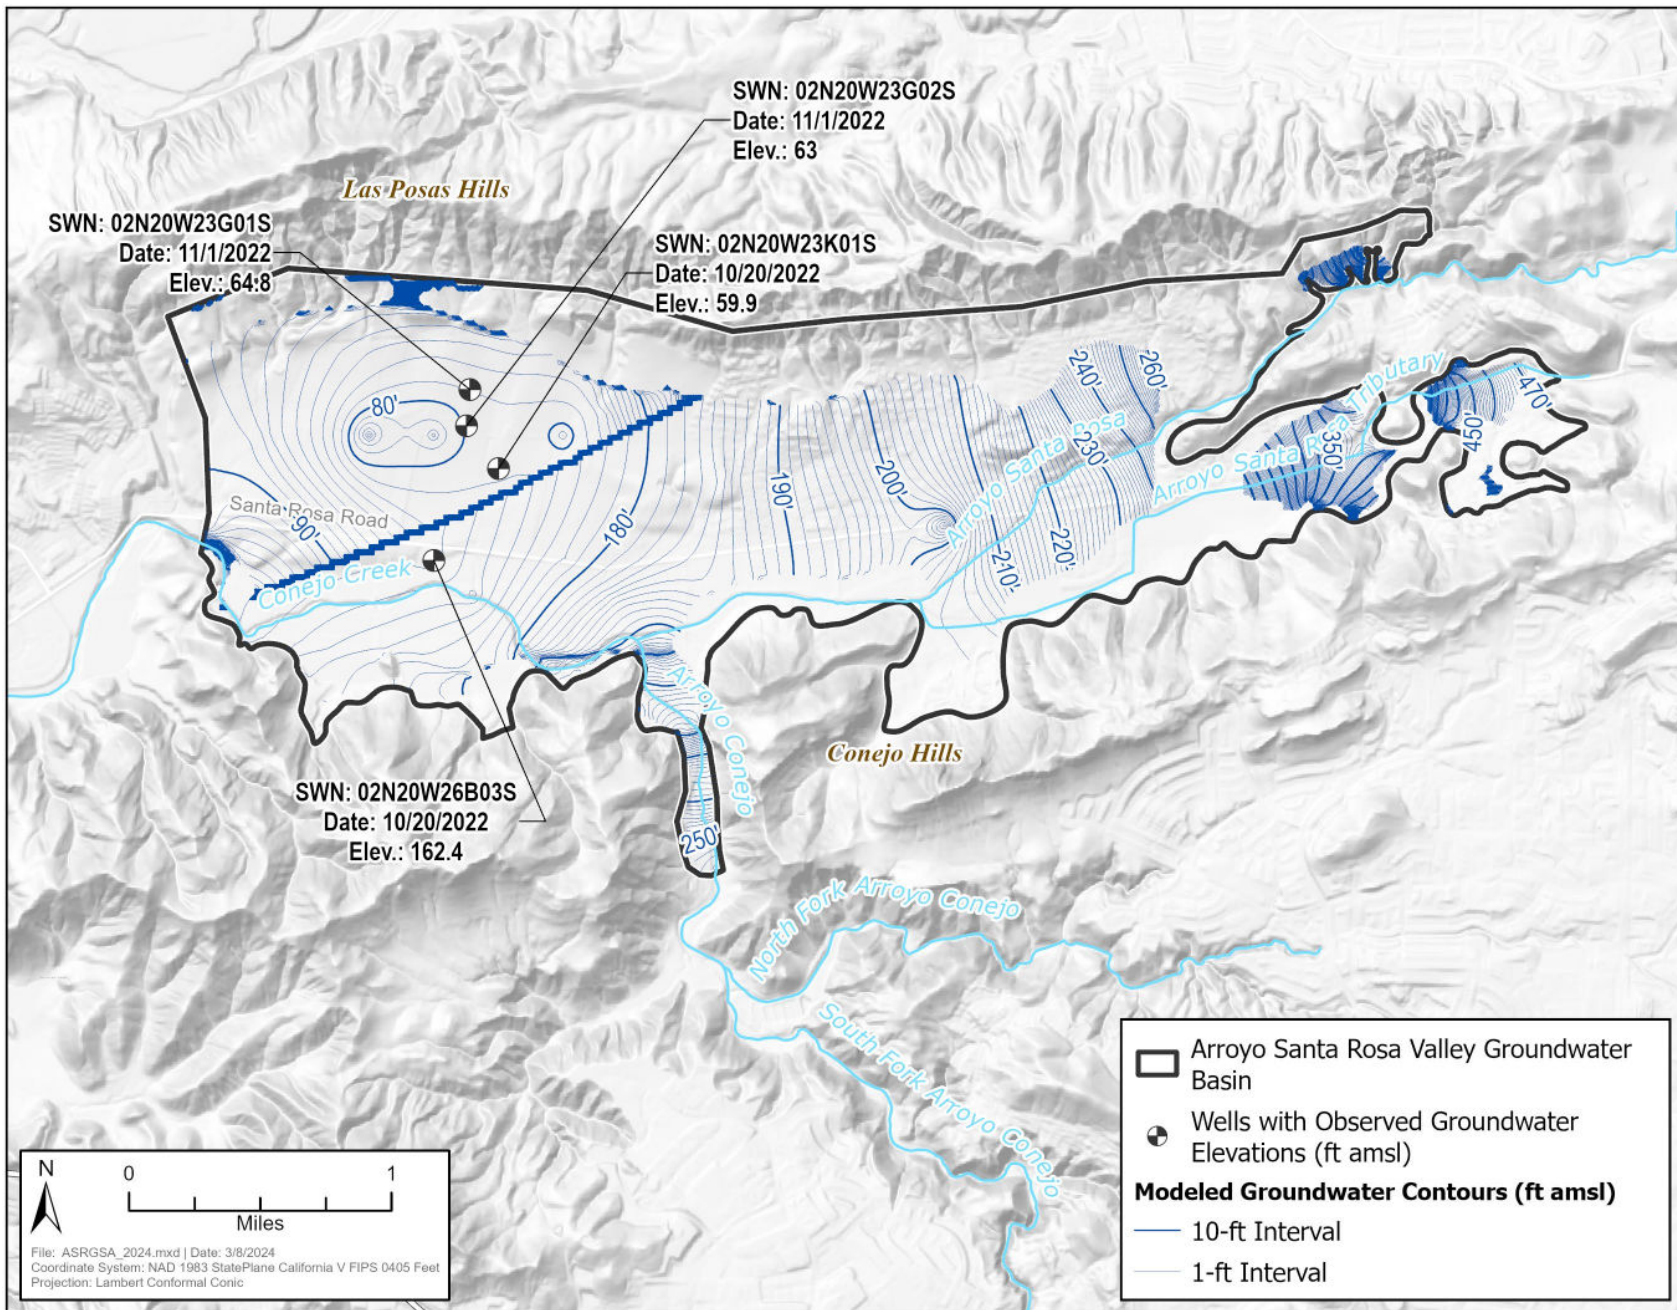 SWN: 02N20W23G02S
Date: 11/1/2022
Elev.: 63
Las Posas Hills
SWN: 02N20W23G01S
Date: 11/1/2022
Elev.: 64.8
SWN: 02N20W23K01S
Date: 10/20/2022
Elev.: 59.9
80'
240'
260'
Arroyo Santa Rosa Tributary
470'
450'
350'
230'
Arroyo Santa Rosa
200'
190'
180'
Santa Rosa Road
90'
220'
210'
Conejo Creek
Arroyo Conejo
Conejo Hills
SWN: 02N20W26B03S
Date: 10/20/2022
Elev.: 162.4
250'
North Fork Arroyo Conejo
South Fork Arroyo Conejo
N
0 1
Miles
File: ASRGSA_2024.mxd | Date: 3/8/2024
Coordinate System: NAD 1983 StatePlane California V FIPS 0405 Feet
Projection: Lambert Conformal Conic
Arroyo Santa Rosa Valley Groundwater
Basin
Wells with Observed Groundwater
Elevations (ft amsl)
Modeled Groundwater Contours (ft amsl)
10-ft Interval
1-ft Interval